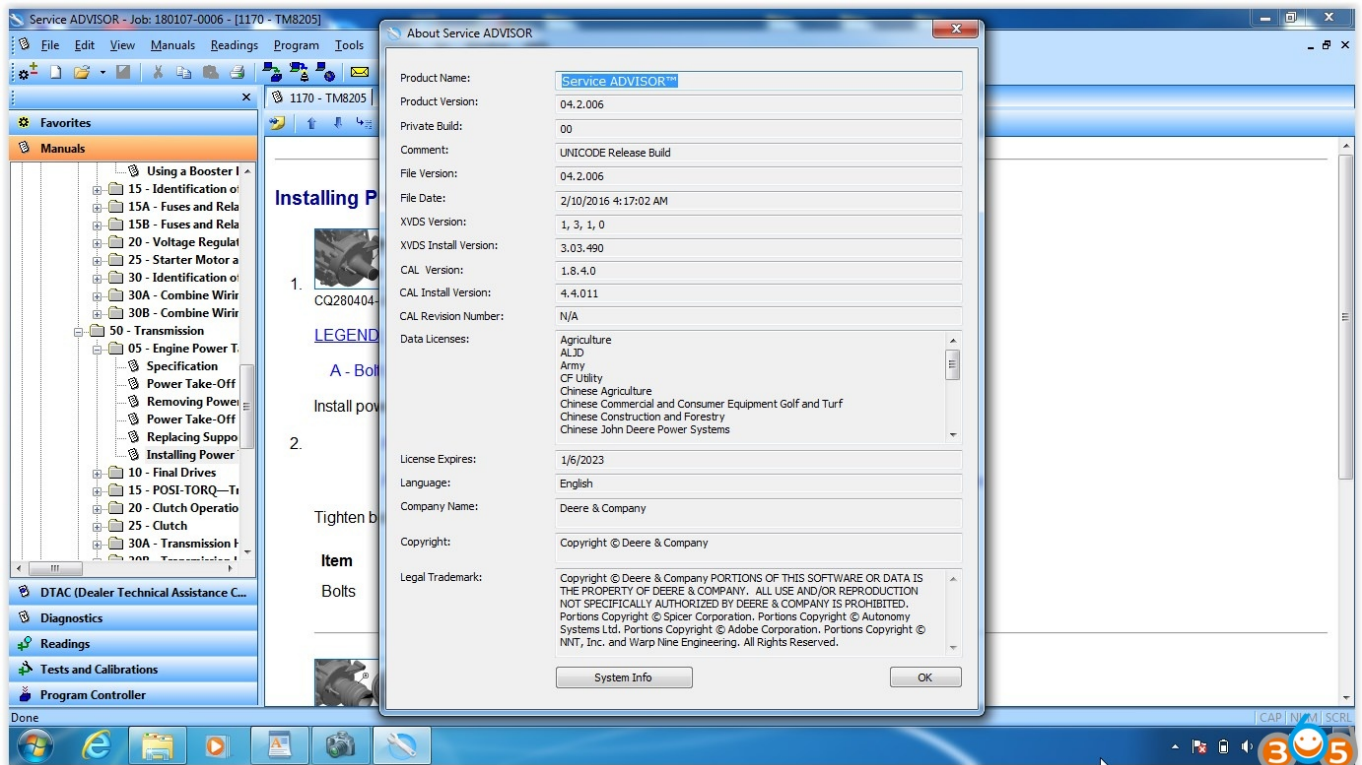 Service ADVISOR - Job: 180107-0006 - [1170 - TM8205]
File Edit View Manuals Readings Program Tools
1170 - TM8205
Favorites
Manuals
Using a Booster
15 - Identification of
15A - Fuses and Rela
15B - Fuses and Rela
20 - Voltage Regulat
25 - Starter Motor a
30 - Identification of
30A - Combine Wirin
30B - Combine Wirin
50 - Transmission
05 - Engine Power T
Specification
Power Take-Off
Removing Power
Power Take-Off
Replacing Suppo
Installing Power
10 - Final Drives
15 - POSI-TORQ—Tr
20 - Clutch Operatio
25 - Clutch
30A - Transmission H
DTAC (Dealer Technical Assistance C...
Diagnostics
Readings
Tests and Calibrations
Program Controller
Done
Installing P
1.
CQ280404-
LEGEND
A - Bolt
Install pow
2.
Tighten b
Item
Bolts
About Service ADVISOR
Product Name: Service ADVISOR™
Product Version: 04.2.006
Private Build: 00
Comment: UNICODE Release Build
File Version: 04.2.006
File Date: 2/10/2016 4:17:02 AM
XVDS Version: 1, 3, 1, 0
XVDS Install Version: 3.03.490
CAL Version: 1.8.4.0
CAL Install Version: 4.4.011
CAL Revision Number: N/A
Data Licenses: Agriculture
ALJD
Army
CF Utility
Chinese Agriculture
Chinese Commercial and Consumer Equipment Golf and Turf
Chinese Construction and Forestry
Chinese John Deere Power Systems
License Expires: 1/6/2023
Language: English
Company Name: Deere & Company
Copyright: Copyright © Deere & Company
Legal Trademark: Copyright © Deere & Company PORTIONS OF THIS SOFTWARE OR DATA IS
THE PROPERTY OF DEERE & COMPANY. ALL USE AND/OR REPRODUCTION
NOT SPECIFICALLY AUTHORIZED BY DEERE & COMPANY IS PROHIBITED.
Portions Copyright © Spicer Corporation. Portions Copyright © Autonomy
Systems Ltd. Portions Copyright © Adobe Corporation. Portions Copyright ©
NNT, Inc. and Warp Nine Engineering. All Rights Reserved.
System Info OK
CAP NUM SCRL
3 5